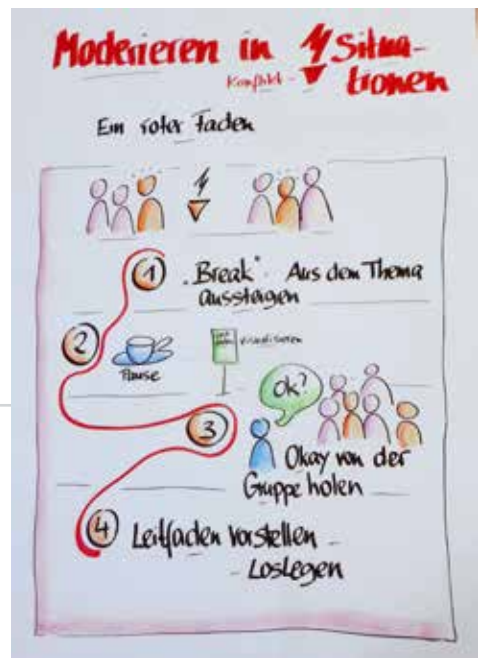 Moderieren in Situa-
Konflikt - tionen
Ein roter Faden
1 „Break“ Aus dem Thema
aussteigen
2
Pause
visualisieren
Ok?
3
Okay von der
Gruppe holen
4 Leitfaden vorstellen -
- Loslegen